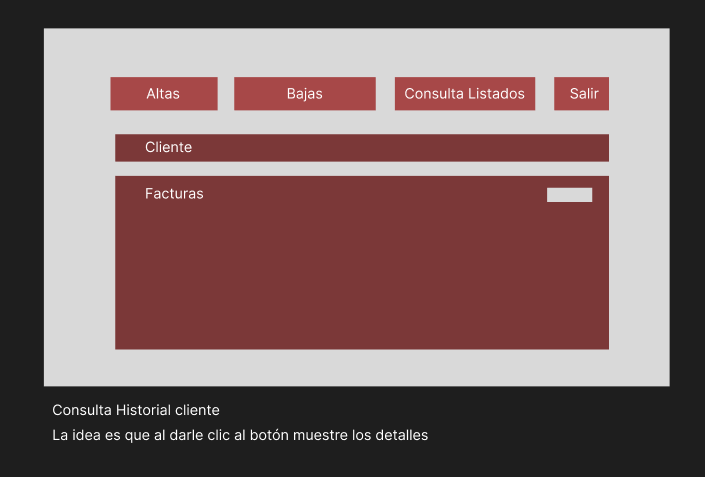 Altas Bajas Consulta Listados Salir
Cliente
Facturas
Consulta Historial cliente
La idea es que al darle clic al botón muestre los detalles